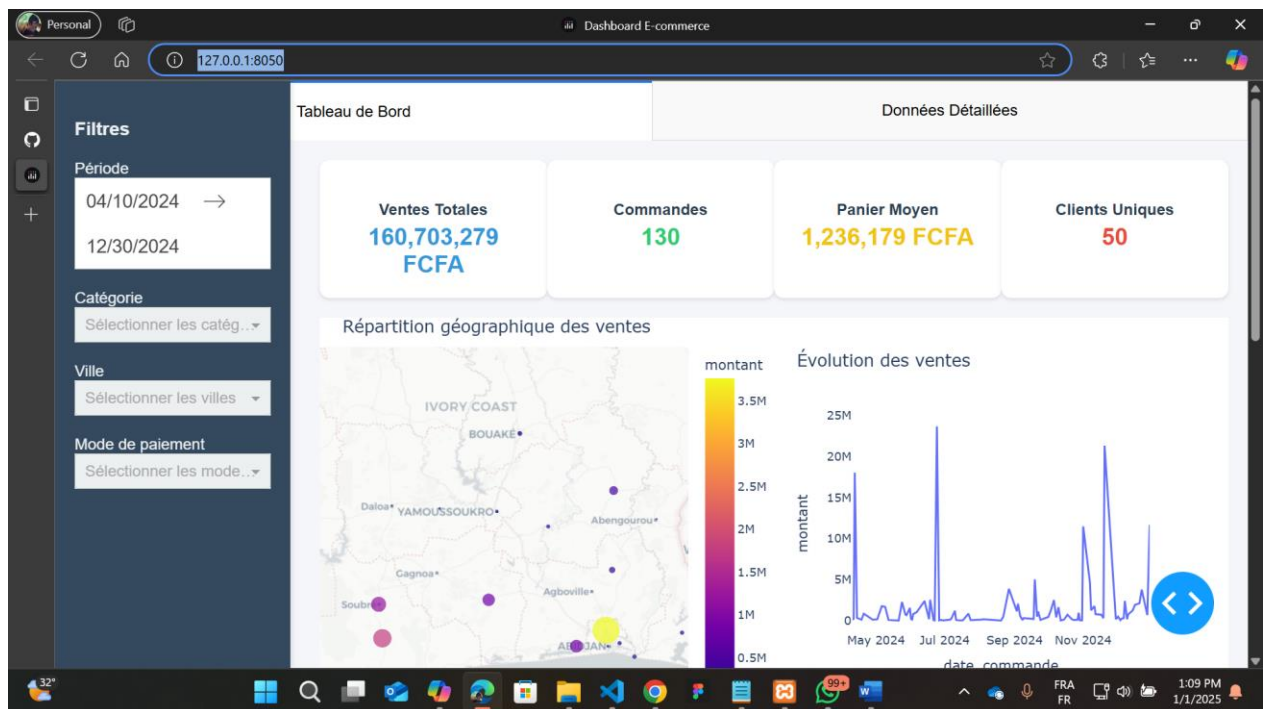 Personal
Dashboard E-commerce
127.0.0.1:8050
Filtres
Période
04/10/2024 →
12/30/2024
Catégorie
Sélectionner les catég...
Ville
Sélectionner les villes
Mode de paiement
Sélectionner les mode...
Tableau de Bord
Données Détaillées
Ventes Totales
160,703,279
FCFA
Commandes
130
Panier Moyen
1,236,179 FCFA
Clients Uniques
50
Répartition géographique des ventes
IVORY COAST
BOUAKÉ
Daloa
YAMOUSSOUKRO
Abengourou
Gagnoa
Agboville
Soubré
ABIDJAN
montant
3.5M
3M
2.5M
2M
1.5M
1M
0.5M
Évolution des ventes
montant
25M
20M
15M
10M
5M
0
May 2024
Jul 2024
Sep 2024
Nov 2024
date_commande
32°
99+
FRA
FR
1:09 PM
1/1/2025